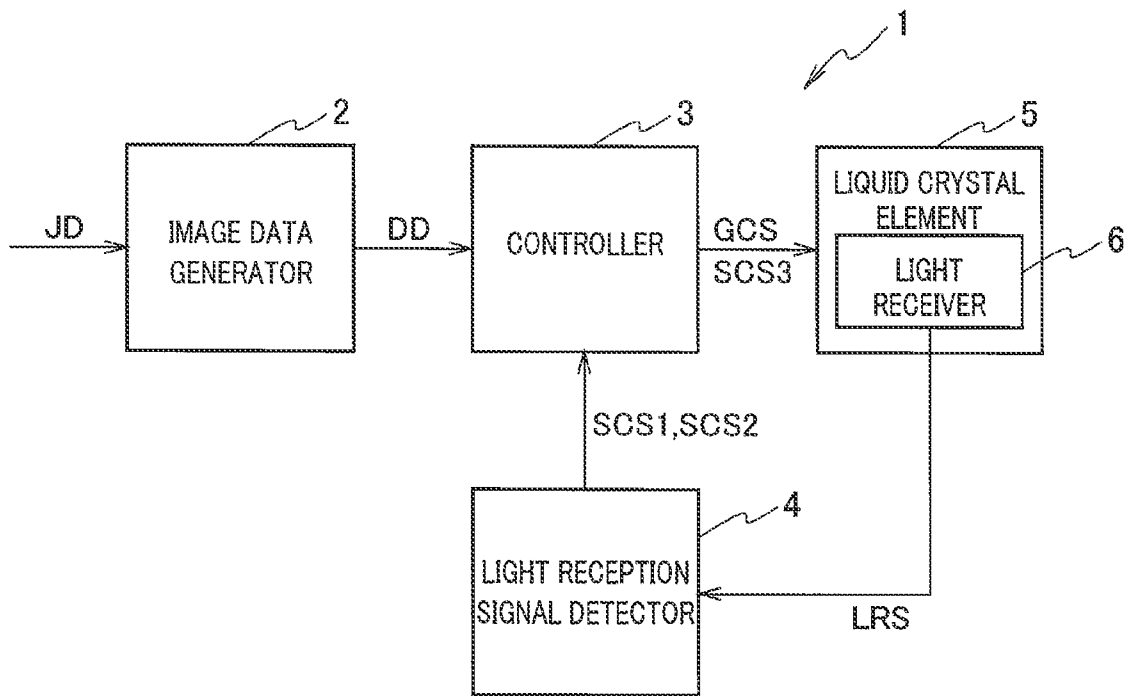 1
2
3
5
JD
IMAGE DATA
GENERATOR
DD
CONTROLLER
GCS
SCS3
LIQUID CRYSTAL
ELEMENT
6
LIGHT
RECEIVER
SCS1,SCS2
4
LIGHT RECEPTION
SIGNAL DETECTOR
LRS